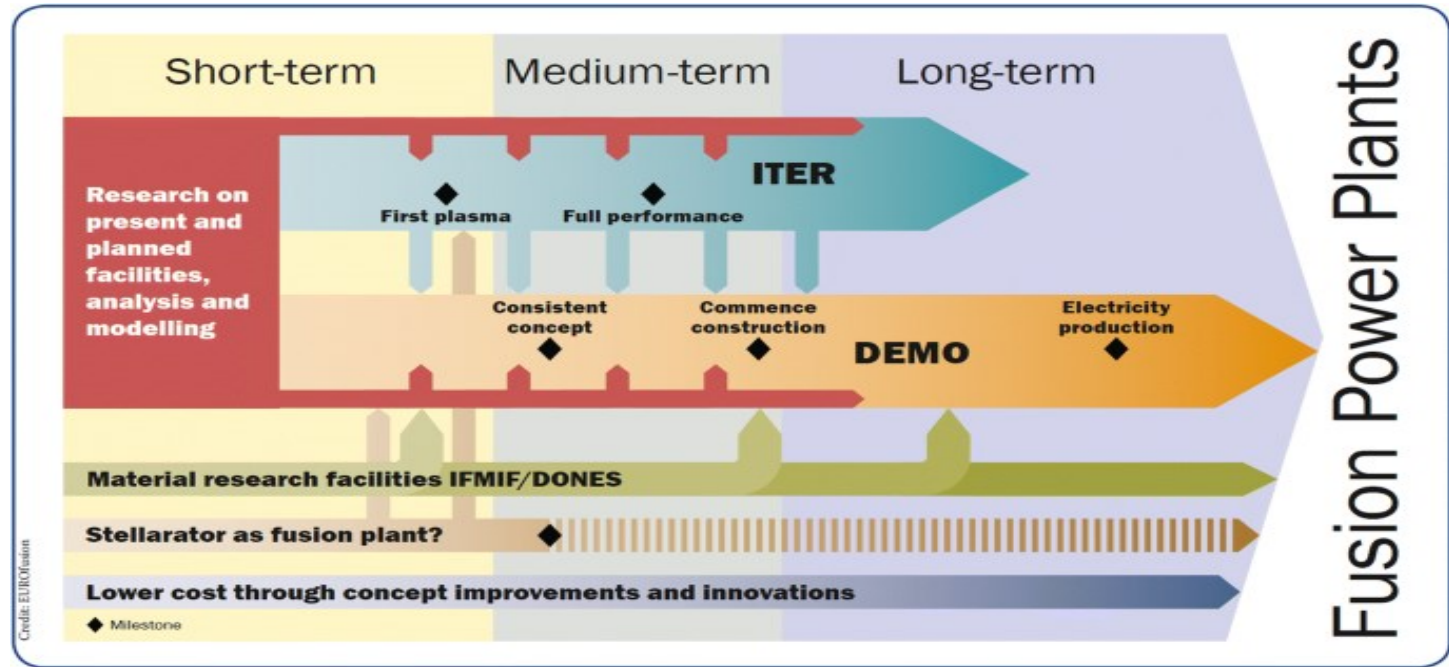 Short-term
Medium-term
Long-term
Research on
present and
planned
facilities,
analysis and
modelling
ITER
First plasma
Full performance
Consistent
concept
Commence
construction
Electricity
production
DEMO
Material research facilities IFMIF/DONES
Stellarator as fusion plant?
Lower cost through concept improvements and innovations
Milestone
Fusion Power Plants
Credit: EUROfusion